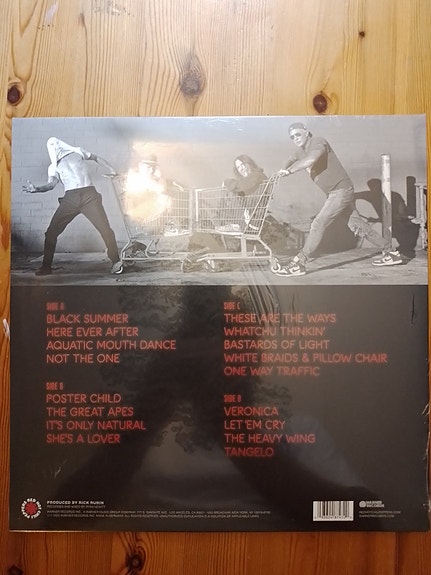 SIDE A
BLACK SUMMER
HERE EVER AFTER
AQUATIC MOUTH DANCE
NOT THE ONE
SIDE B
POSTER CHILD
THE GREAT APES
IT'S ONLY NATURAL
SHE'S A LOVER
SIDE C
THESE ARE THE WAYS
WHATCHU THINKIN'
BASTARDS OF LIGHT
WHITE BRAIDS & PILLOW CHAIR
ONE WAY TRAFFIC
SIDE D
VERONICA
LET 'EM CRY
THE HEAVY WING
TANGELO
PRODUCED BY RICK RUBIN